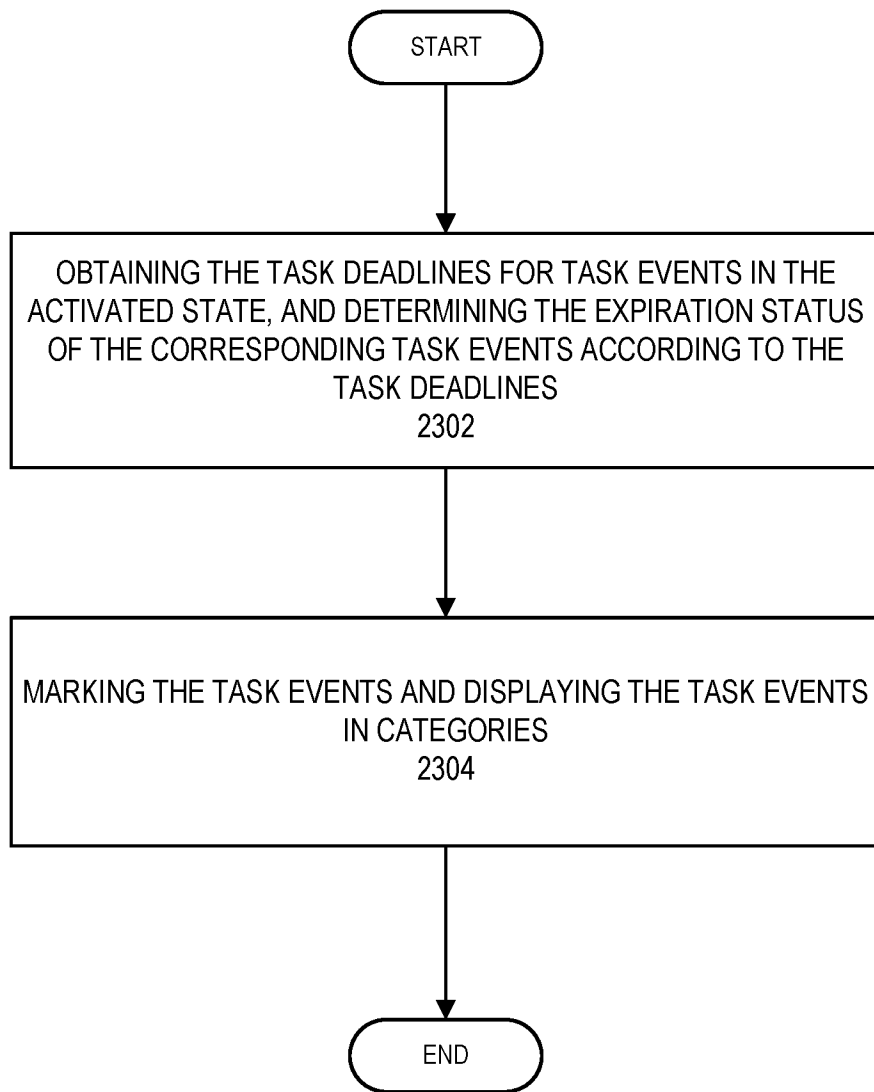 START
OBTAINING THE TASK DEADLINES FOR TASK EVENTS IN THE
ACTIVATED STATE, AND DETERMINING THE EXPIRATION STATUS
OF THE CORRESPONDING TASK EVENTS ACCORDING TO THE
TASK DEADLINES
2302
MARKING THE TASK EVENTS AND DISPLAYING THE TASK EVENTS
IN CATEGORIES
2304
END